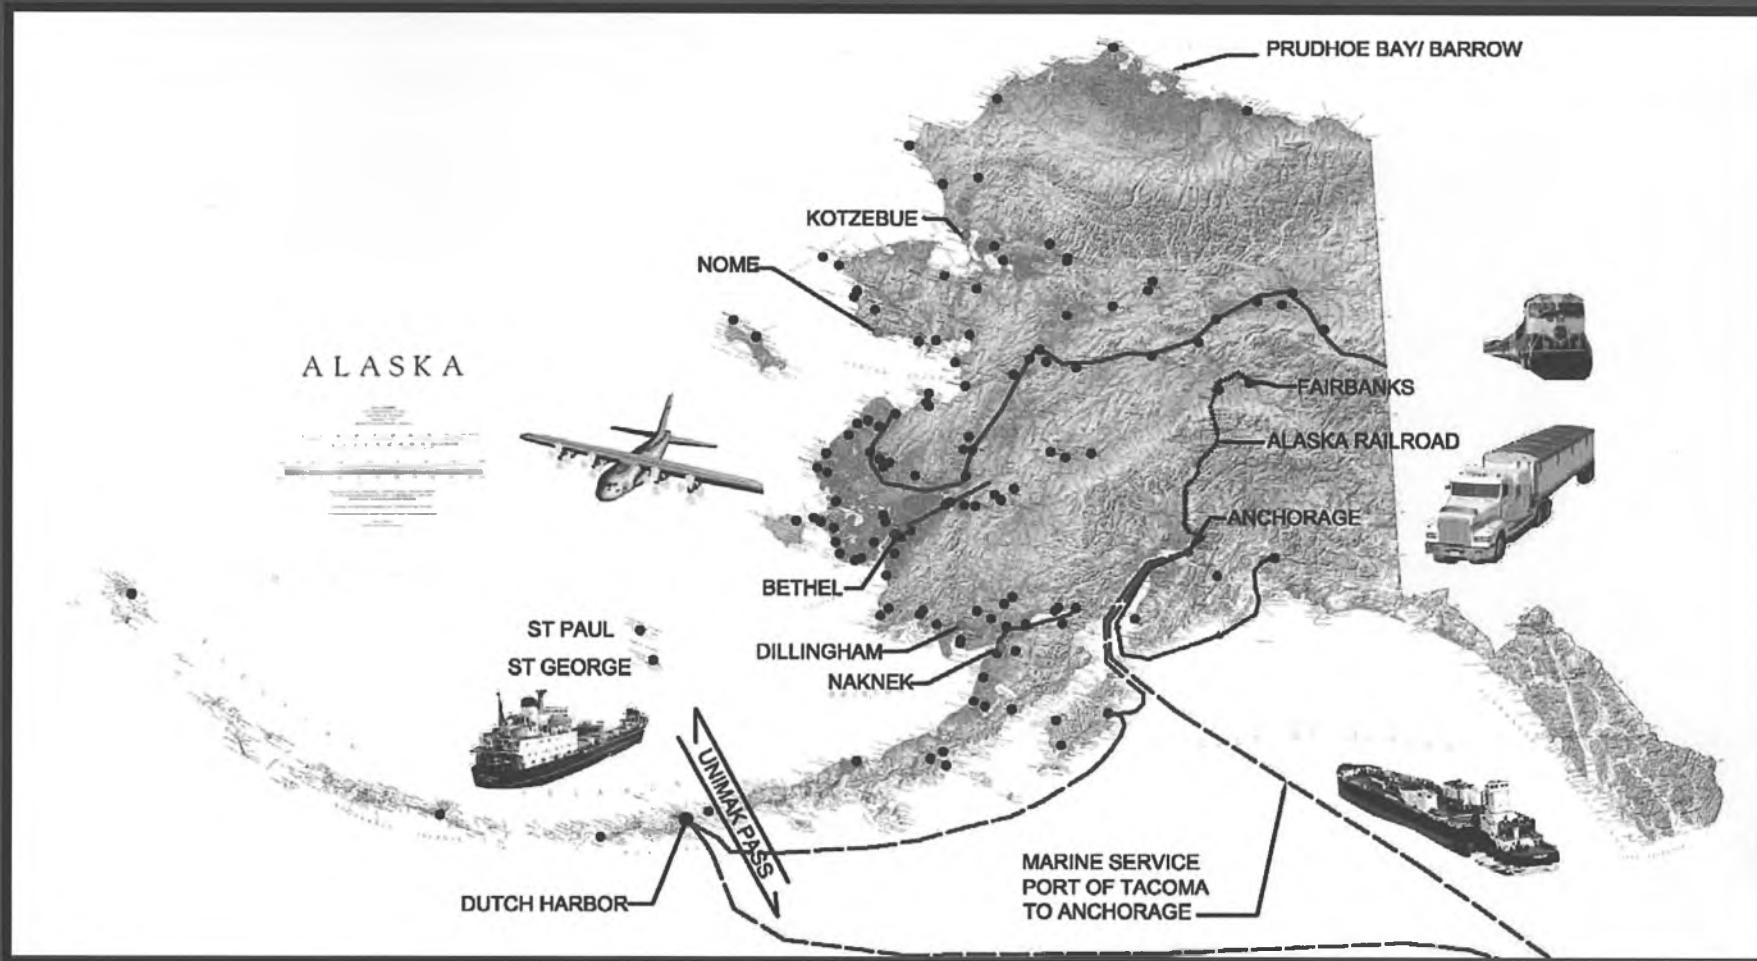 PRUDHOE BAY/ BARROW
KOTZEBUE
NOME
ALASKA
FAIRBANKS
ALASKA RAILROAD
ANCHORAGE
BETHEL
ST PAUL
DILLINGHAM
ST GEORGE
NAKNEK
UNIMAK PASS
MARINE SERVICE
PORT OF TACOMA
TO ANCHORAGE
DUTCH HARBOR